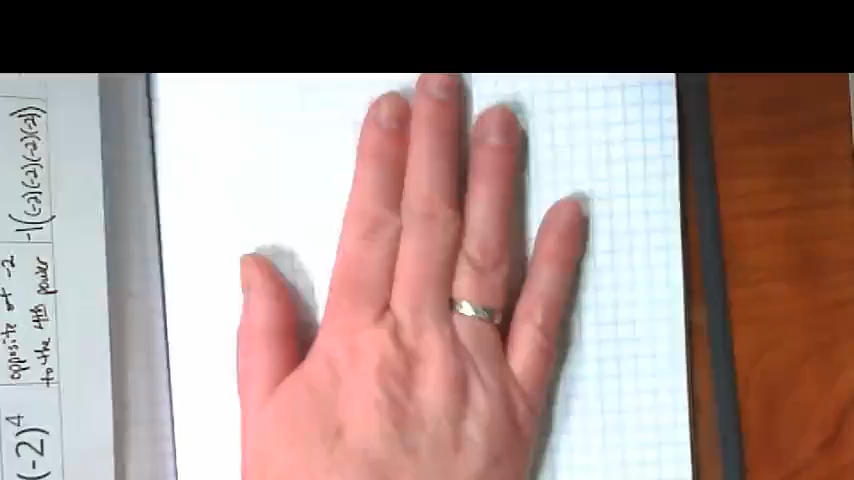 (-2)⁴
opposite of -2
to the 4th power
-1((-2)(-2)(-2)(-2))